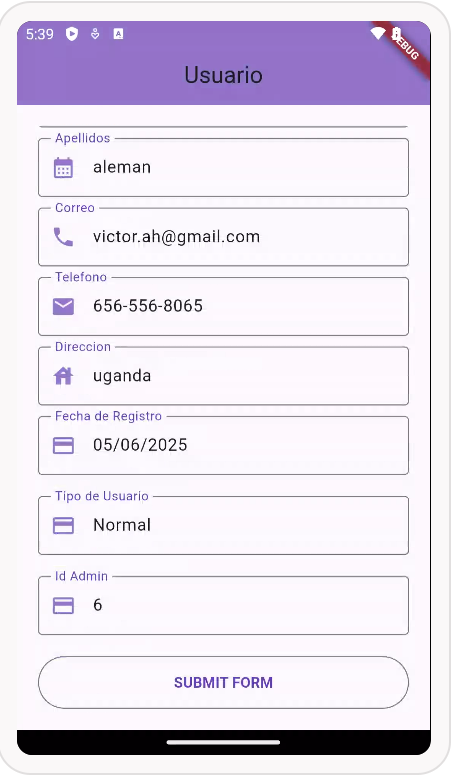 5:39
DEBUG
Usuario
Apellidos
aleman
Correo
victor.ah@gmail.com
Telefono
656-556-8065
Direccion
uganda
Fecha de Registro
05/06/2025
Tipo de Usuario
Normal
Id Admin
6
SUBMIT FORM